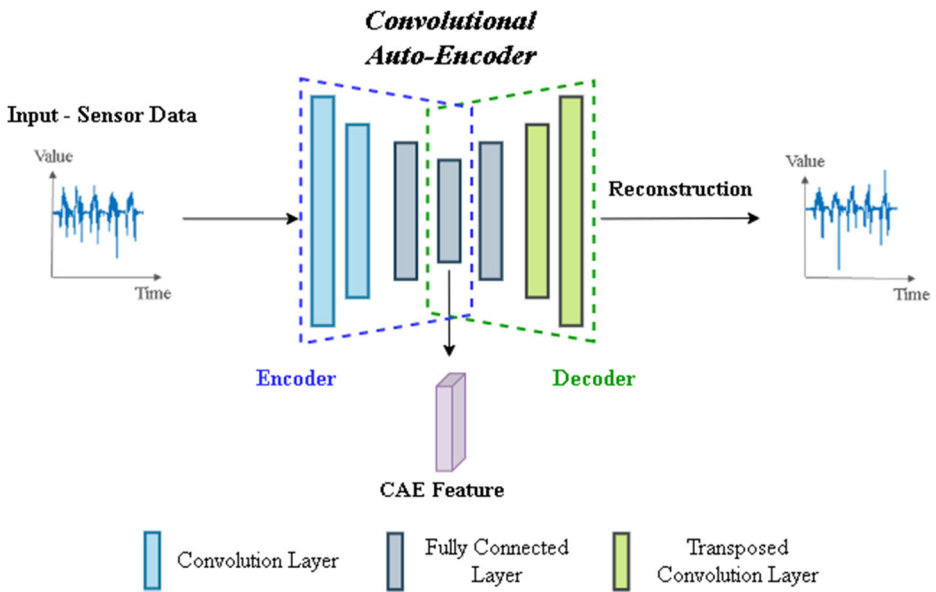 Convolutional
Auto-Encoder
Input - Sensor Data
Value
Time
Reconstruction
Value
Time
Encoder
Decoder
CAE Feature
Convolution Layer
Fully Connected
Layer
Transposed
Convolution Layer